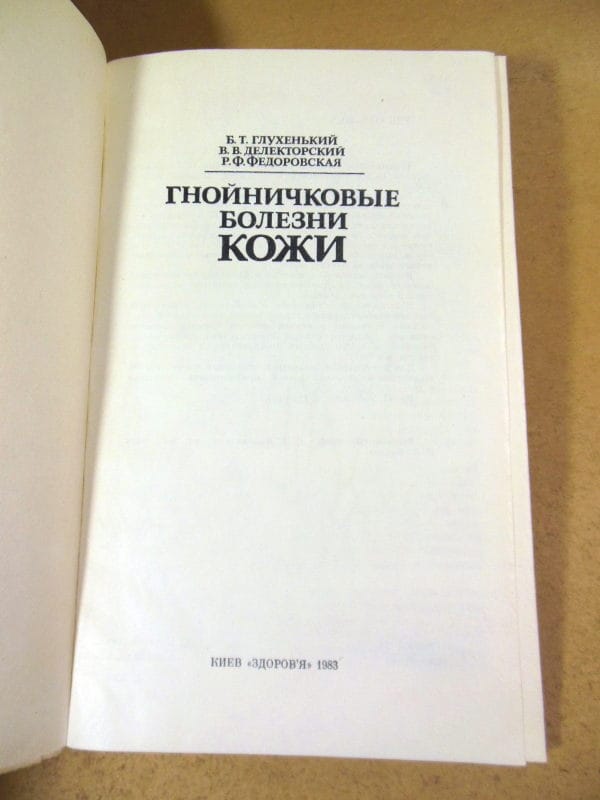 Б. Т. ГЛУХЕНЬКИЙ
В. В. ДЕЛЕКТОРСКИЙ
Р. Ф. ФЕДОРОВСКАЯ
ГНОЙНИЧКОВЫЕ
БОЛЕЗНИ
КОЖИ
КИЕВ «ЗДОРОВ'Я» 1983